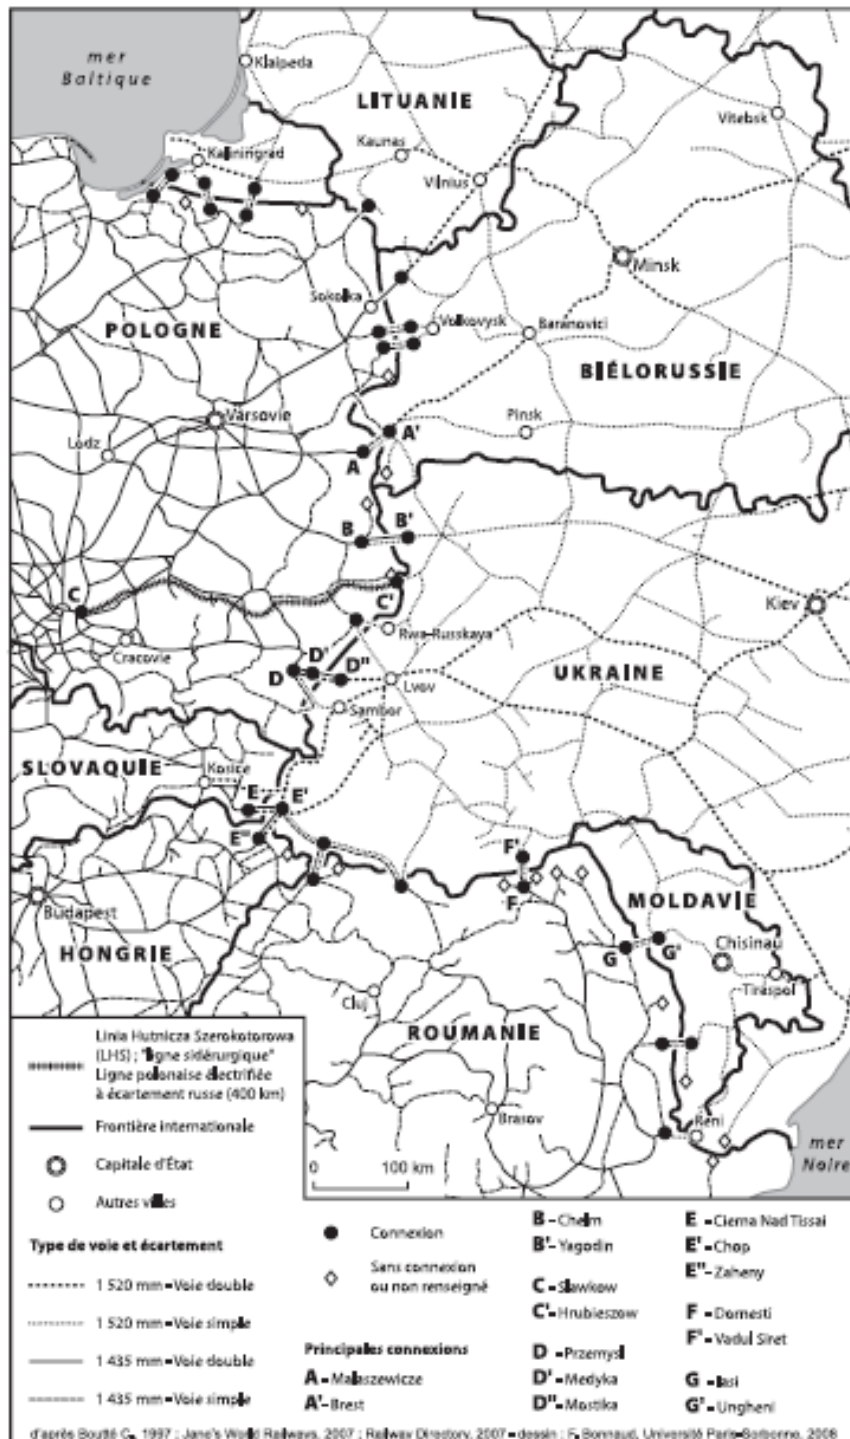 mer
Baltique
Klaipeda
LITUANIE
Vitebsk
Kaliningrad
Kaunas
Vilnius
Minsk
Sokolka
POLOGNE
Volkovysk
Baranovici
BIÉLORUSSIE
Varsovie
A'
Pinsk
Lodz
A
B
B'
C
C'
Kiev
Rwa-Russkaya
Cracovie
D'
D
D"
Lvov
UKRAINE
Sambor
SLOVAQUIE
Kosice
E
E'
E"
F'
Budapest
F
MOLDAVIE
HONGRIE
G
G'
Chisinau
Tiraspol
Cluj
ROUMANIE
Linia Hutnicza Szerokotorowa
(LHS) ; "ligne sidérurgique"
Ligne polonaise électrifiée
à écartement russe (400 km)
Brasov
Reni
mer
Noire
Frontière internationale
Capitale d'État
0 100 km
Autres villes
Type de voie et écartement
1 520 mm - Voie double
1 520 mm - Voie simple
1 435 mm - Voie double
1 435 mm - Voie simple
Connexion
Sans connexion
ou non renseigné
Principales connexions
A - Malaszewicze
A' - Brest
B - Chelm
B' - Yagodin
C - Slawkow
C' - Hrubieszow
D - Przemysl
D' - Medyka
D" - Mostika
E - Cierna Nad Tissai
E' - Chop
E" - Zaheny
F - Dornesti
F' - Vadul Siret
G - Iasi
G' - Ungheni
d'après Boutté C., 1997 ; Jane's World Railways, 2007 ; Railway Directory, 2007 - dessin : F. Bonnaud, Université Paris-Sorbonne, 2008